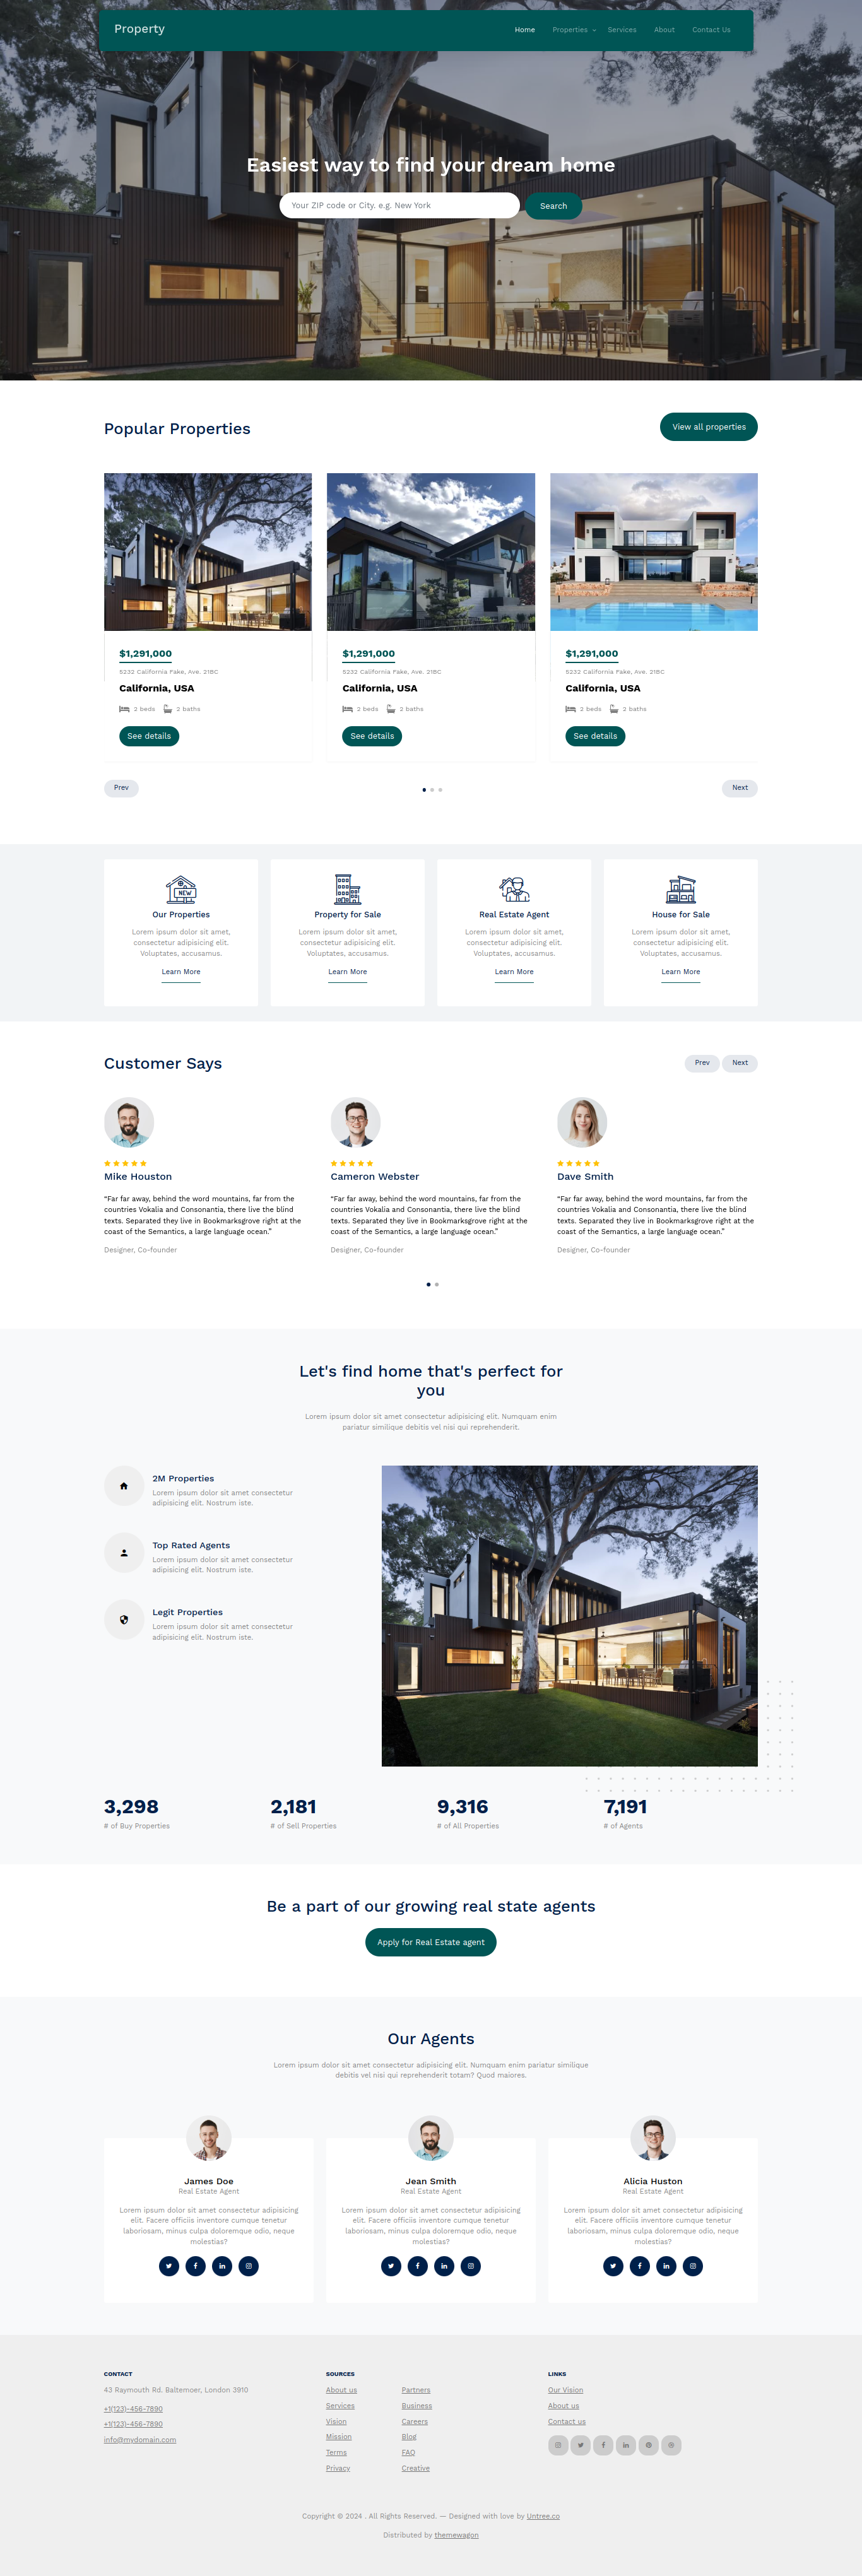 Property
Home Properties Services About Contact Us
Easiest way to find your dream home
Your ZIP code or City. e.g. New York
Search
Popular Properties
View all properties
$1,291,000
5232 California Fake, Ave. 21BC
California, USA
2 beds 2 baths
See details
$1,291,000
5232 California Fake, Ave. 21BC
California, USA
2 beds 2 baths
See details
$1,291,000
5232 California Fake, Ave. 21BC
California, USA
2 beds 2 baths
See details
Prev
Next
NEW
Our Properties
Lorem ipsum dolor sit amet,
consectetur adipisicing elit.
Voluptates, accusamus.
Learn More
Property for Sale
Lorem ipsum dolor sit amet,
consectetur adipisicing elit.
Voluptates, accusamus.
Learn More
Real Estate Agent
Lorem ipsum dolor sit amet,
consectetur adipisicing elit.
Voluptates, accusamus.
Learn More
House for Sale
Lorem ipsum dolor sit amet,
consectetur adipisicing elit.
Voluptates, accusamus.
Learn More
Customer Says
Prev Next
Mike Houston
“Far far away, behind the word mountains, far from the
countries Vokalia and Consonantia, there live the blind
texts. Separated they live in Bookmarksgrove right at the
coast of the Semantics, a large language ocean.”
Designer, Co-founder
Cameron Webster
“Far far away, behind the word mountains, far from the
countries Vokalia and Consonantia, there live the blind
texts. Separated they live in Bookmarksgrove right at the
coast of the Semantics, a large language ocean.”
Designer, Co-founder
Dave Smith
“Far far away, behind the word mountains, far from the
countries Vokalia and Consonantia, there live the blind
texts. Separated they live in Bookmarksgrove right at the
coast of the Semantics, a large language ocean.”
Designer, Co-founder
Let's find home that's perfect for
you
Lorem ipsum dolor sit amet consectetur adipisicing elit. Numquam enim
pariatur similique debitis vel nisi qui reprehenderit.
2M Properties
Lorem ipsum dolor sit amet consectetur
adipisicing elit. Nostrum iste.
Top Rated Agents
Lorem ipsum dolor sit amet consectetur
adipisicing elit. Nostrum iste.
Legit Properties
Lorem ipsum dolor sit amet consectetur
adipisicing elit. Nostrum iste.
3,298
# of Buy Properties
2,181
# of Sell Properties
9,316
# of All Properties
7,191
# of Agents
Be a part of our growing real state agents
Apply for Real Estate agent
Our Agents
Lorem ipsum dolor sit amet consectetur adipisicing elit. Numquam enim pariatur similique
debitis vel nisi qui reprehenderit totam? Quod maiores.
James Doe
Real Estate Agent
Lorem ipsum dolor sit amet consectetur adipisicing
elit. Facere officiis inventore cumque tenetur
laboriosam, minus culpa doloremque odio, neque
molestias?
Jean Smith
Real Estate Agent
Lorem ipsum dolor sit amet consectetur adipisicing
elit. Facere officiis inventore cumque tenetur
laboriosam, minus culpa doloremque odio, neque
molestias?
Alicia Huston
Real Estate Agent
Lorem ipsum dolor sit amet consectetur adipisicing
elit. Facere officiis inventore cumque tenetur
laboriosam, minus culpa doloremque odio, neque
molestias?
CONTACT
43 Raymouth Rd. Baltemoer, London 3910
+1(123)-456-7890
+1(123)-456-7890
info@mydomain.com
SOURCES
About us
Services
Vision
Mission
Terms
Privacy
Partners
Business
Careers
Blog
FAQ
Creative
LINKS
Our Vision
About us
Contact us
Copyright © 2024 . All Rights Reserved. — Designed with love by Untree.co
Distributed by themewagon